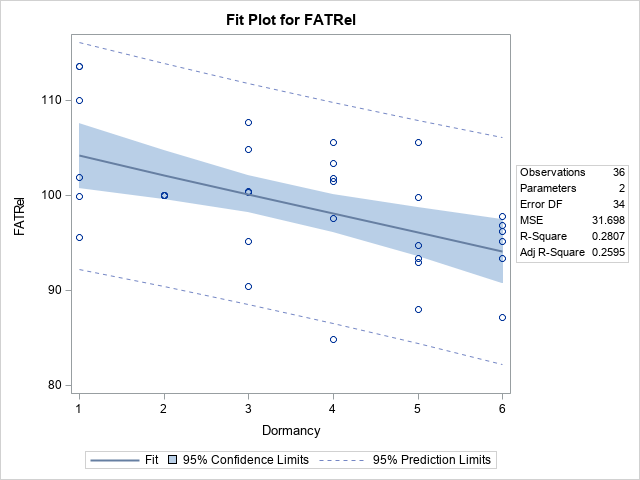 Fit Plot for FATRel
FATRel
110
100
90
80
1 2 3 4 5 6
Dormancy
Observations 36
Parameters 2
Error DF 34
MSE 31.698
R-Square 0.2807
Adj R-Square 0.2595
Fit 95% Confidence Limits 95% Prediction Limits